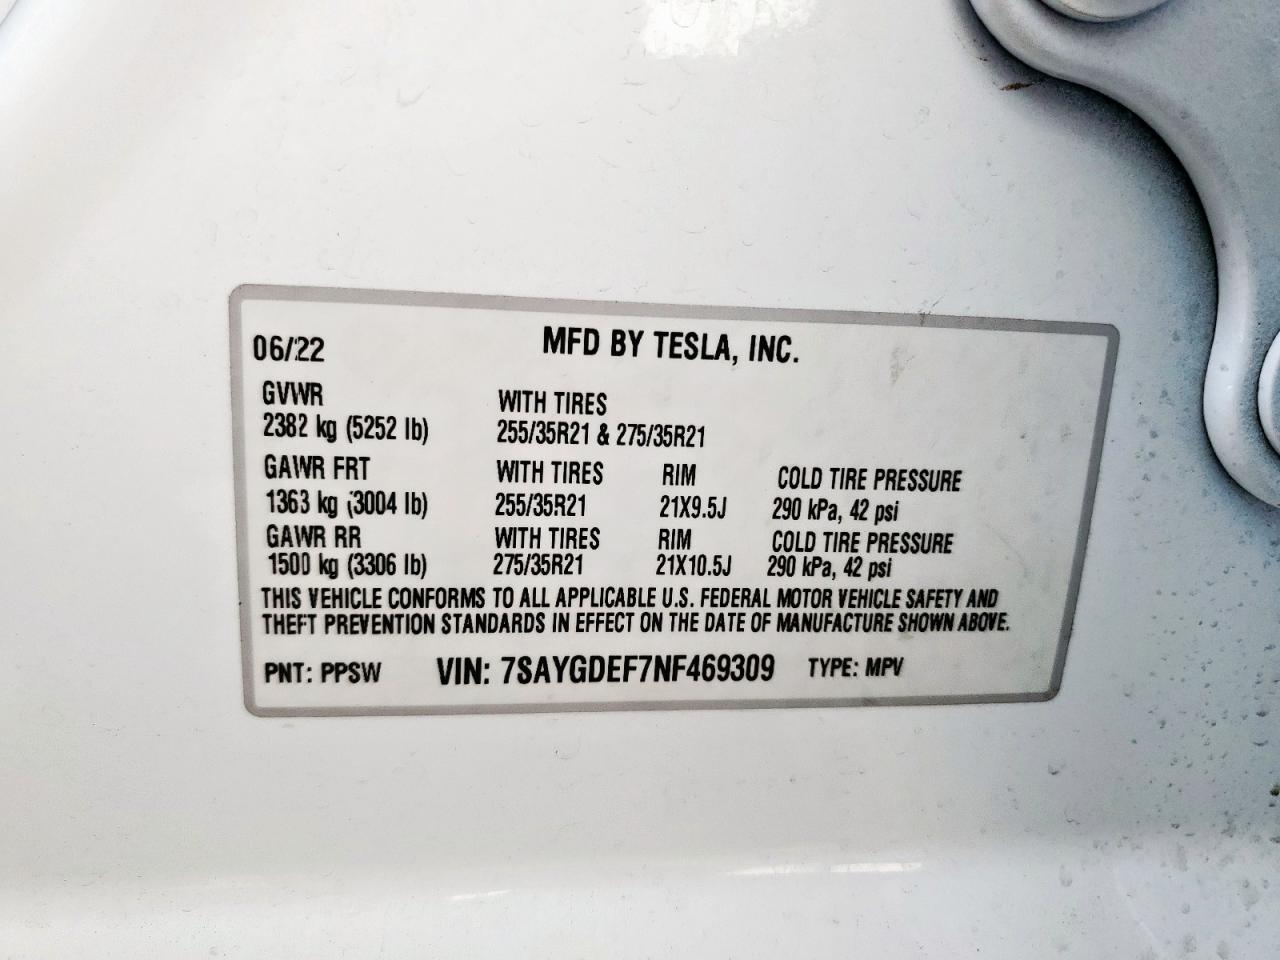 06/22 MFD BY TESLA, INC.
GVWR WITH TIRES
2382 kg (5252 lb) 255/35R21 & 275/35R21
GAWR FRT WITH TIRES RIM COLD TIRE PRESSURE
1363 kg (3004 lb) 255/35R21 21X9.5J 290 kPa, 42 psi
GAWR RR WITH TIRES RIM COLD TIRE PRESSURE
1500 kg (3306 lb) 275/35R21 21X10.5J 290 kPa, 42 psi
THIS VEHICLE CONFORMS TO ALL APPLICABLE U.S. FEDERAL MOTOR VEHICLE SAFETY AND
THEFT PREVENTION STANDARDS IN EFFECT ON THE DATE OF MANUFACTURE SHOWN ABOVE.
PNT: PPSW VIN: 7SAYGDEF7NF469309 TYPE: MPV